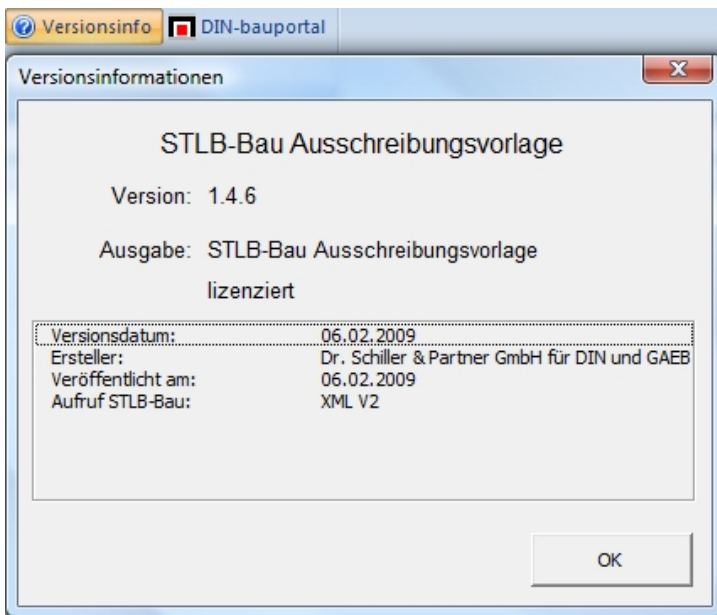 Versionsinfo DIN-bauportal
Versionsinformationen
STLB-Bau Ausschreibungsvorlage
Version: 1.4.6
Ausgabe: STLB-Bau Ausschreibungsvorlage
lizenziert
Versionsdatum: 06.02.2009
Ersteller: Dr. Schiller & Partner GmbH für DIN und GAEB
Veröffentlicht am: 06.02.2009
Aufruf STLB-Bau: XML V2
OK